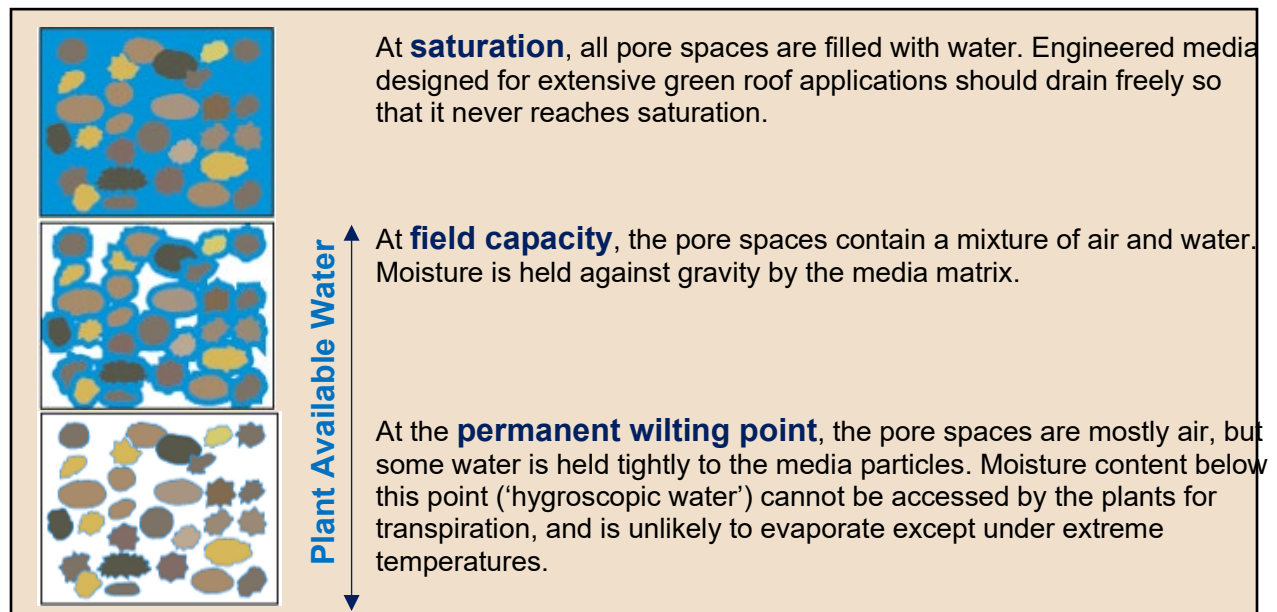 At saturation, all pore spaces are filled with water. Engineered media
designed for extensive green roof applications should drain freely so
that it never reaches saturation.
Plant Available Water
At field capacity, the pore spaces contain a mixture of air and water.
Moisture is held against gravity by the media matrix.
At the permanent wilting point, the pore spaces are mostly air, but
some water is held tightly to the media particles. Moisture content below
this point (‘hygroscopic water’) cannot be accessed by the plants for
transpiration, and is unlikely to evaporate except under extreme
temperatures.